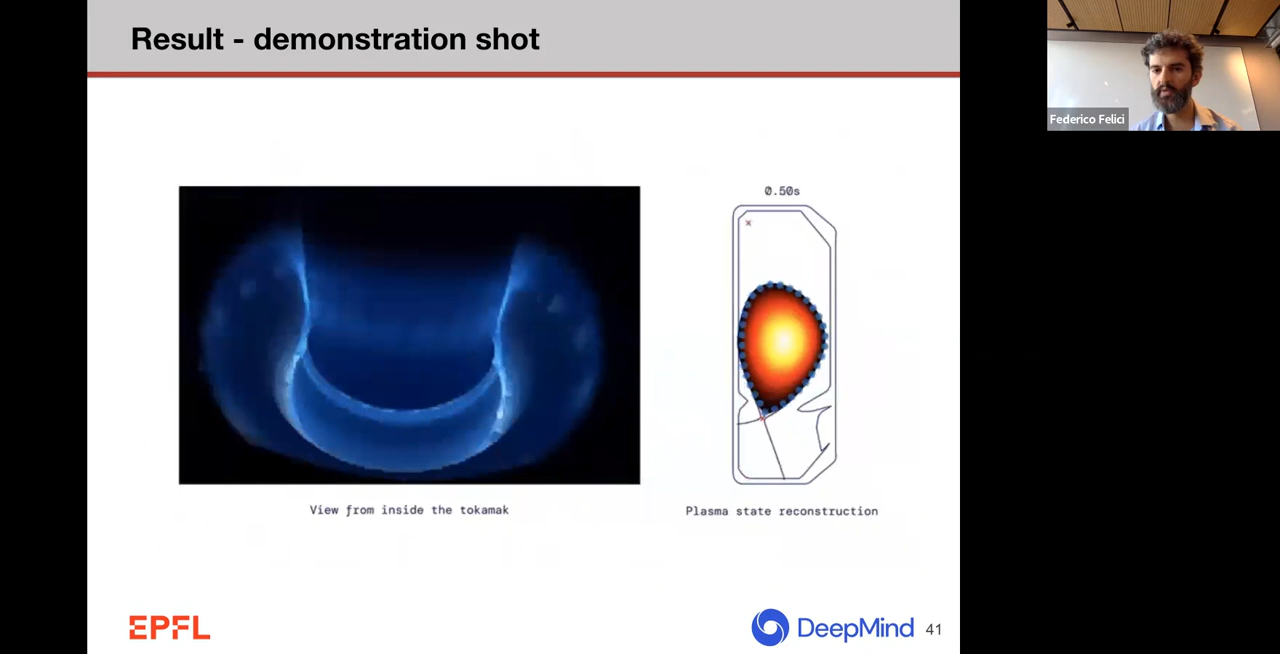 Result - demonstration shot
Federico Felici
0.50s
View from inside the tokamak
Plasma state reconstruction
EPFL
DeepMind
41